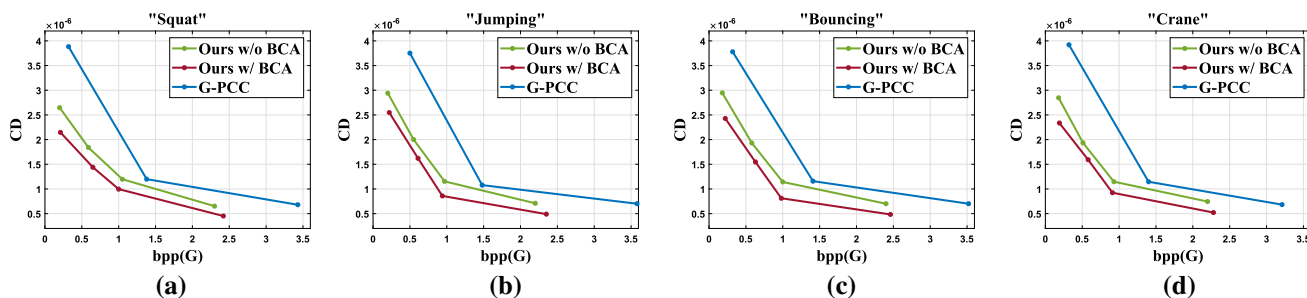 "Squat"
×10⁻⁶
4
3.5
3
2.5
2
1.5
1
0.5
CD
Ours w/o BCA
Ours w/ BCA
G-PCC
0 0.5 1 1.5 2 2.5 3 3.5
bpp(G)
(a)
"Jumping"
×10⁻⁶
4
3.5
3
2.5
2
1.5
1
0.5
CD
Ours w/o BCA
Ours w/ BCA
G-PCC
0 0.5 1 1.5 2 2.5 3 3.5
bpp(G)
(b)
"Bouncing"
×10⁻⁶
4
3.5
3
2.5
2
1.5
1
0.5
CD
Ours w/o BCA
Ours w/ BCA
G-PCC
0 0.5 1 1.5 2 2.5 3 3.5
bpp(G)
(c)
"Crane"
×10⁻⁶
4
3.5
3
2.5
2
1.5
1
0.5
CD
Ours w/o BCA
Ours w/ BCA
G-PCC
0 0.5 1 1.5 2 2.5 3 3.5
bpp(G)
(d)